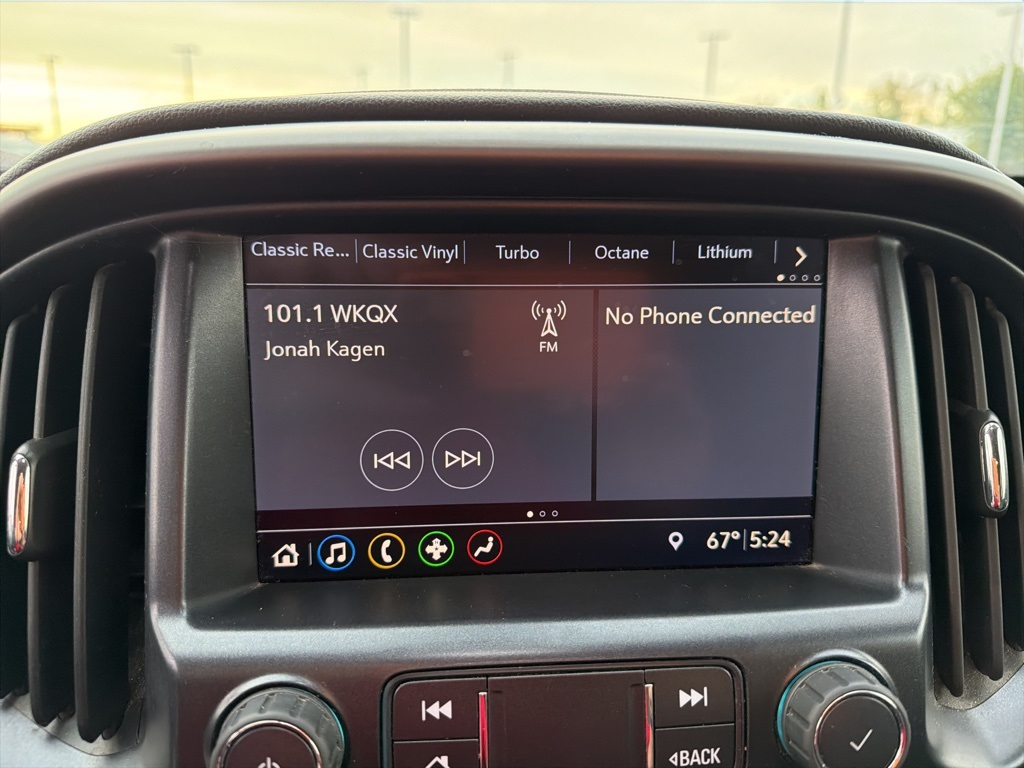 Classic Re... Classic Vinyl Turbo Octane Lithium
101.1 WKQX
Jonah Kagen
FM
No Phone Connected
67° 5:24
BACK